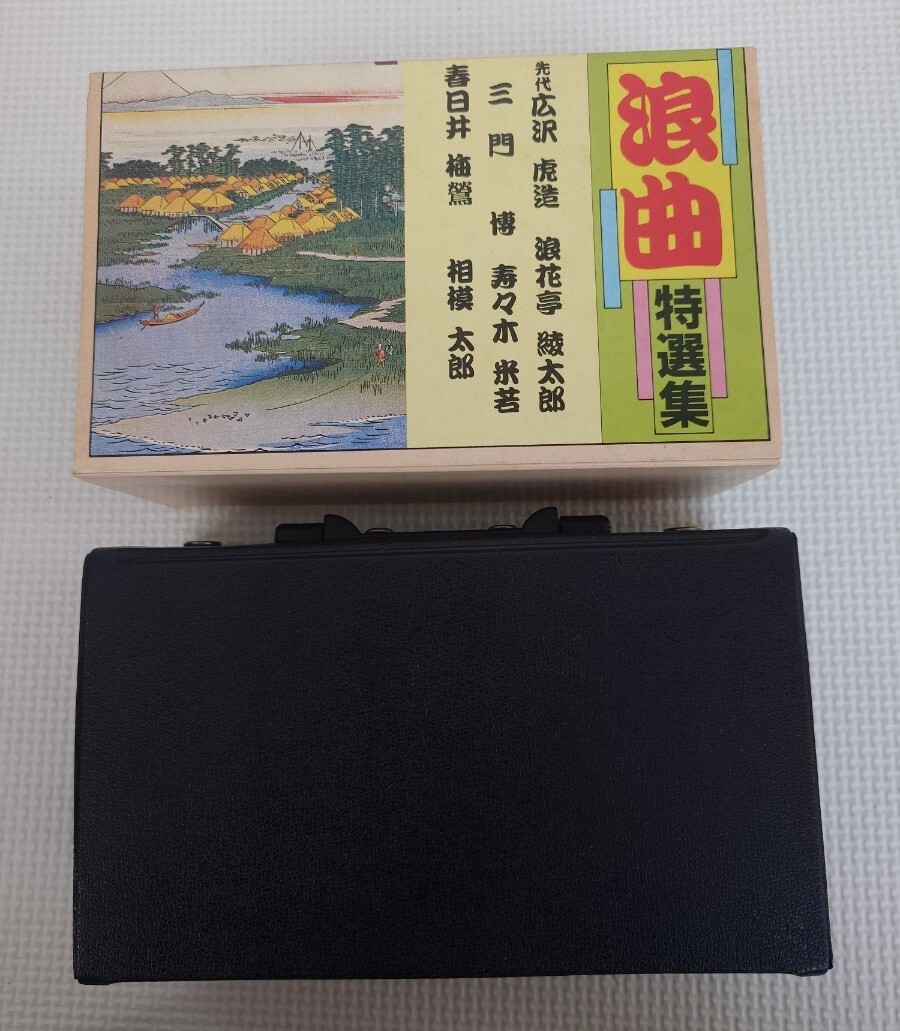 浪曲
特選集
先代広沢 虎造 浪花亭 綾太郎
三門 博 寿々木 米若
春日井 梅鶯 相模 太郎